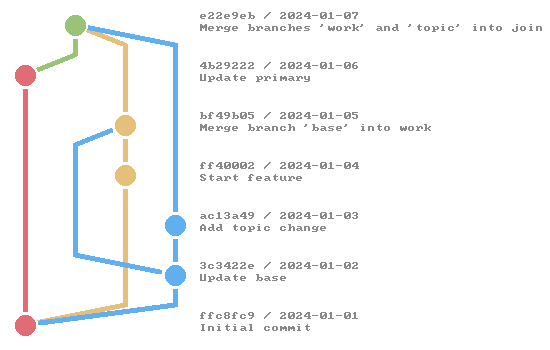 e22e9eb / 2024-01-07
Merge branches 'work' and 'topic' into join
4b29222 / 2024-01-06
Update primary
bf49b05 / 2024-01-05
Merge branch 'base' into work
ff40002 / 2024-01-04
Start feature
ac13a49 / 2024-01-03
Add topic change
3c3422e / 2024-01-02
Update base
ffc8fc9 / 2024-01-01
Initial commit